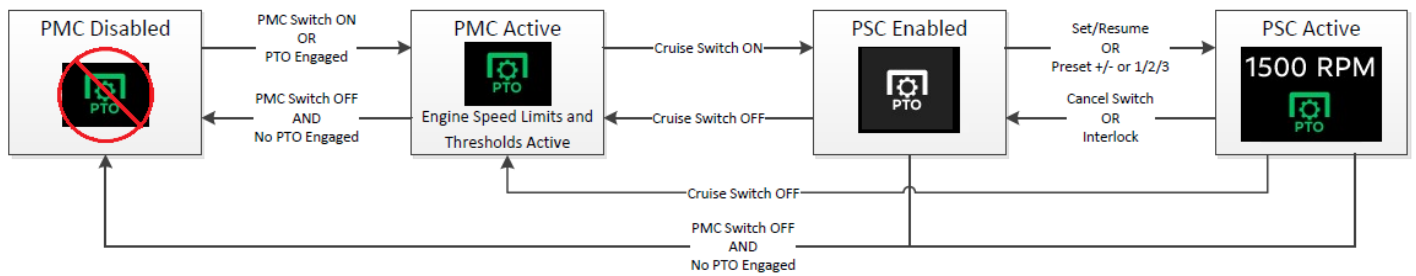 PMC Disabled
PTO
PMC Switch ON
OR
PTO Engaged
PMC Switch OFF
AND
No PTO Engaged
PMC Active
PTO
Engine Speed Limits and
Thresholds Active
Cruise Switch ON
Cruise Switch OFF
PSC Enabled
PTO
Set/Resume
OR
Preset +/- or 1/2/3
Cancel Switch
OR
Interlock
PSC Active
1500 RPM
PTO
Cruise Switch OFF
PMC Switch OFF
AND
No PTO Engaged